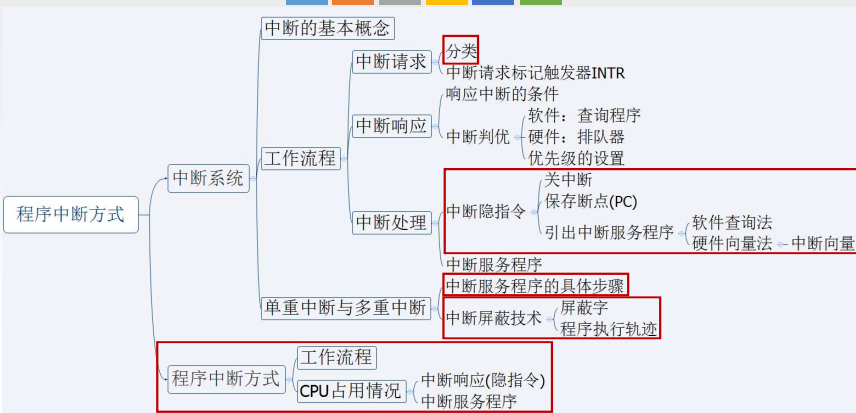 中断的基本概念
分类
中断请求
中断请求标记触发器INTR
响应中断的条件
中断响应
软件：查询程序
中断判优
硬件：排队器
优先级的设置
工作流程
中断系统
关中断
保存断点(PC)
中断隐指令
程序中断方式
中断处理
软件查询法
引出中断服务程序
硬件向量法
中断向量
中断服务程序
中断服务程序的具体步骤
单重中断与多重中断
屏蔽字
中断屏蔽技术
程序执行轨迹
工作流程
程序中断方式
CPU占用情况
中断响应(隐指令)
中断服务程序